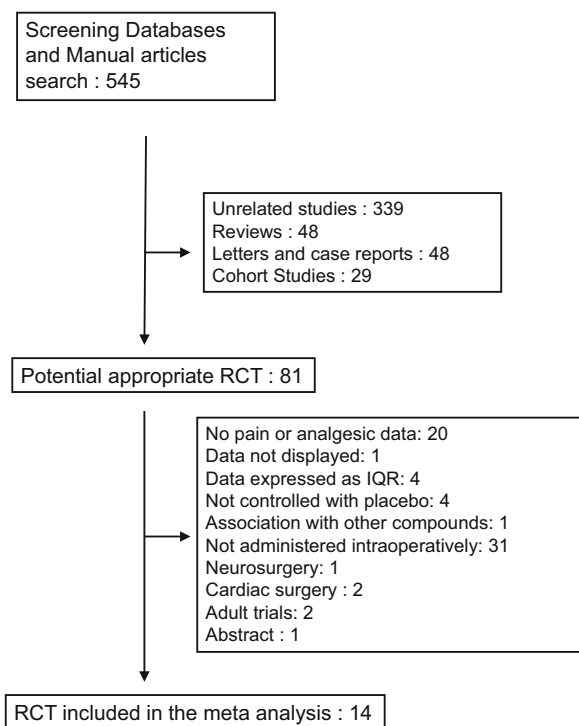 Screening Databases
and Manual articles
search : 545
Unrelated studies : 339
Reviews : 48
Letters and case reports : 48
Cohort Studies : 29
Potential appropriate RCT : 81
No pain or analgesic data: 20
Data not displayed: 1
Data expressed as IQR: 4
Not controlled with placebo: 4
Association with other compounds: 1
Not administered intraoperatively: 31
Neurosurgery: 1
Cardiac surgery : 2
Adult trials: 2
Abstract : 1
RCT included in the meta analysis : 14